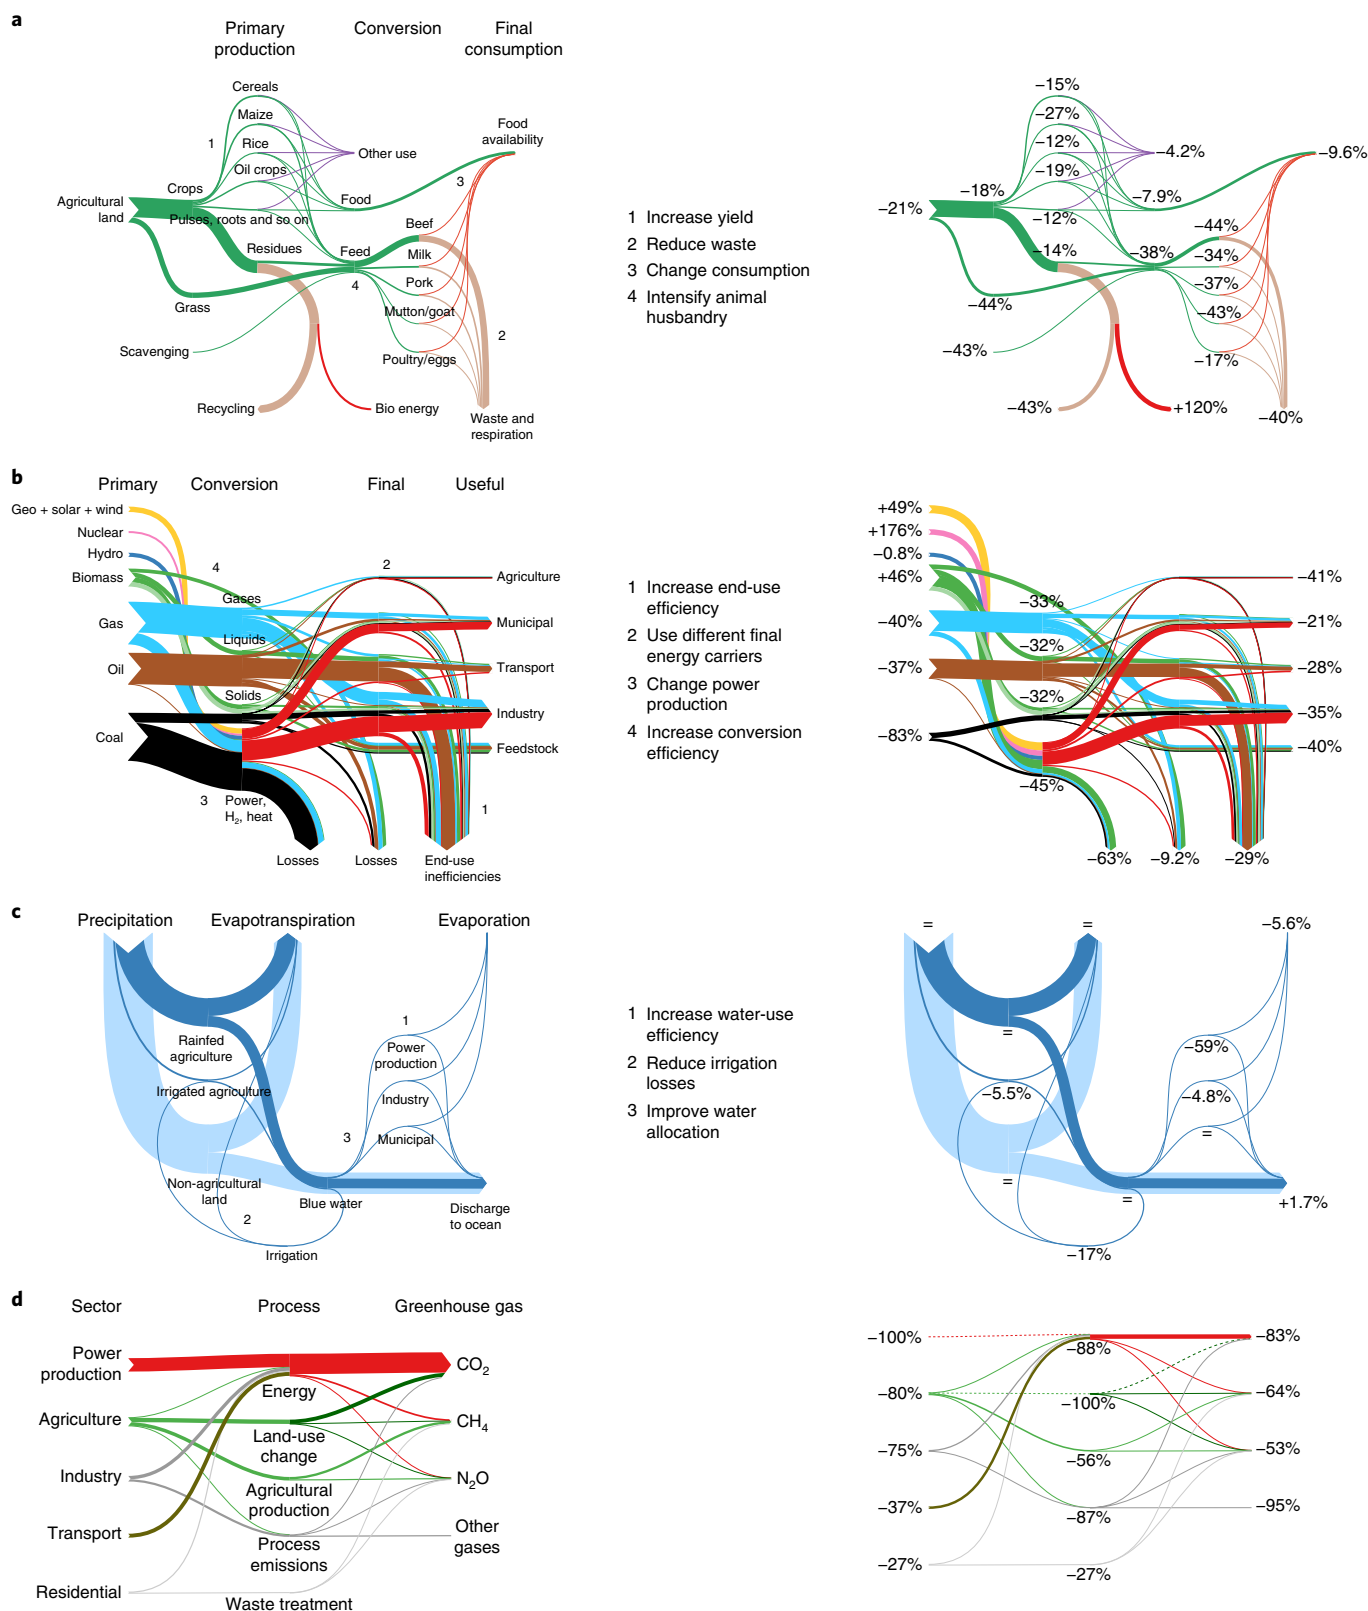 a
Primary
production
Conversion
Final
consumption
Cereals
Maize
Rice
Oil crops
Pulses, roots and so on
Residues
Crops
Agricultural
land
Grass
Scavenging
Recycling
Bio energy
Other use
Food
Feed
Beef
Milk
Pork
Mutton/goat
Poultry/eggs
Food
availability
Waste and
respiration
1
3
4
2
1 Increase yield
2 Reduce waste
3 Change consumption
4 Intensify animal
husbandry
−15%
−27%
−12%
−19%
−12%
−14%
−18%
−21%
−44%
−43%
−43%
+120%
−4.2%
−7.9%
−38%
−44%
−34%
−37%
−43%
−17%
−9.6%
−40%
b
Primary
Conversion
Final
Useful
Geo + solar + wind
Nuclear
Hydro
Biomass
Gas
Oil
Coal
Gases
Liquids
Solids
Power,
H2, heat
Losses
Losses
End-use
inefficiencies
Agriculture
Municipal
Transport
Industry
Feedstock
4
2
3
1
1 Increase end-use
efficiency
2 Use different final
energy carriers
3 Change power
production
4 Increase conversion
efficiency
+49%
+176%
−0.8%
+46%
−40%
−37%
−83%
−33%
−32%
−32%
−45%
−63%
−9.2%
−29%
−41%
−21%
−28%
−35%
−40%
c
Precipitation
Evapotranspiration
Evaporation
Rainfed
agriculture
Irrigated agriculture
Non-agricultural
land
Irrigation
Blue water
Power
production
Industry
Municipal
Discharge
to ocean
1
3
2
1 Increase water-use
efficiency
2 Reduce irrigation
losses
3 Improve water
allocation
=
=
−5.6%
=
−5.5%
−59%
−4.8%
=
=
=
+1.7%
−17%
d
Sector
Process
Greenhouse gas
Power
production
Agriculture
Industry
Transport
Residential
Energy
Land-use
change
Agricultural
production
Process
emissions
Waste treatment
CO2
CH4
N2O
Other
gases
−100%
−80%
−75%
−37%
−27%
−88%
−100%
−56%
−87%
−27%
−83%
−64%
−53%
−95%